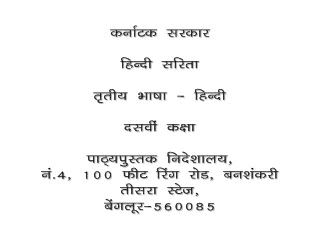 कर्नाटक सरकार
हिन्दी सरिता
तृतीय भाषा - हिन्दी
दसवीं कक्षा
पाठ्यपुस्तक निदेशालय,
नं.4, 100 फीट रिंग रोड, बनशंकरी
तीसरा स्टेज,
बेंगलूर-560085